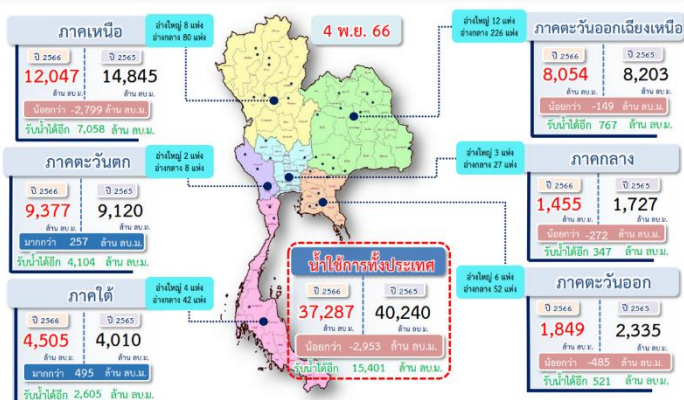 4 พ.ย. 66
ภาคเหนือ
ปี 2566 ปี 2565
12,047 14,845
ล้าน ลบ.ม. ล้าน ลบ.ม.
น้อยกว่า -2,799 ล้าน ลบ.ม.
รับน้ำได้อีก 7,058 ล้าน ลบ.ม.
อ่างใหญ่ 8 แห่ง
อ่างกลาง 80 แห่ง
อ่างใหญ่ 12 แห่ง
อ่างกลาง 226 แห่ง
ภาคตะวันออกเฉียงเหนือ
ปี 2566 ปี 2565
8,054 8,203
ล้าน ลบ.ม. ล้าน ลบ.ม.
น้อยกว่า -149 ล้าน ลบ.ม.
รับน้ำได้อีก 767 ล้าน ลบ.ม.
ภาคตะวันตก
ปี 2566 ปี 2565
9,377 9,120
ล้าน ลบ.ม. ล้าน ลบ.ม.
มากกว่า 257 ล้าน ลบ.ม.
รับน้ำได้อีก 4,104 ล้าน ลบ.ม.
อ่างใหญ่ 2 แห่ง
อ่างกลาง 8 แห่ง
อ่างใหญ่ 3 แห่ง
อ่างกลาง 27 แห่ง
ภาคกลาง
ปี 2566 ปี 2565
1,455 1,727
ล้าน ลบ.ม. ล้าน ลบ.ม.
น้อยกว่า -272 ล้าน ลบ.ม.
รับน้ำได้อีก 347 ล้าน ลบ.ม.
ภาคใต้
ปี 2566 ปี 2565
4,505 4,010
ล้าน ลบ.ม. ล้าน ลบ.ม.
มากกว่า 495 ล้าน ลบ.ม.
รับน้ำได้อีก 2,605 ล้าน ลบ.ม.
อ่างใหญ่ 4 แห่ง
อ่างกลาง 42 แห่ง
น้ำใช้การทั้งประเทศ
ปี 2566 ปี 2565
37,287 40,240
ล้าน ลบ.ม. ล้าน ลบ.ม.
น้อยกว่า -2,953 ล้าน ลบ.ม.
รับน้ำได้อีก 15,401 ล้าน ลบ.ม.
อ่างใหญ่ 6 แห่ง
อ่างกลาง 52 แห่ง
ภาคตะวันออก
ปี 2566 ปี 2565
1,849 2,335
ล้าน ลบ.ม. ล้าน ลบ.ม.
น้อยกว่า -485 ล้าน ลบ.ม.
รับน้ำได้อีก 521 ล้าน ลบ.ม.